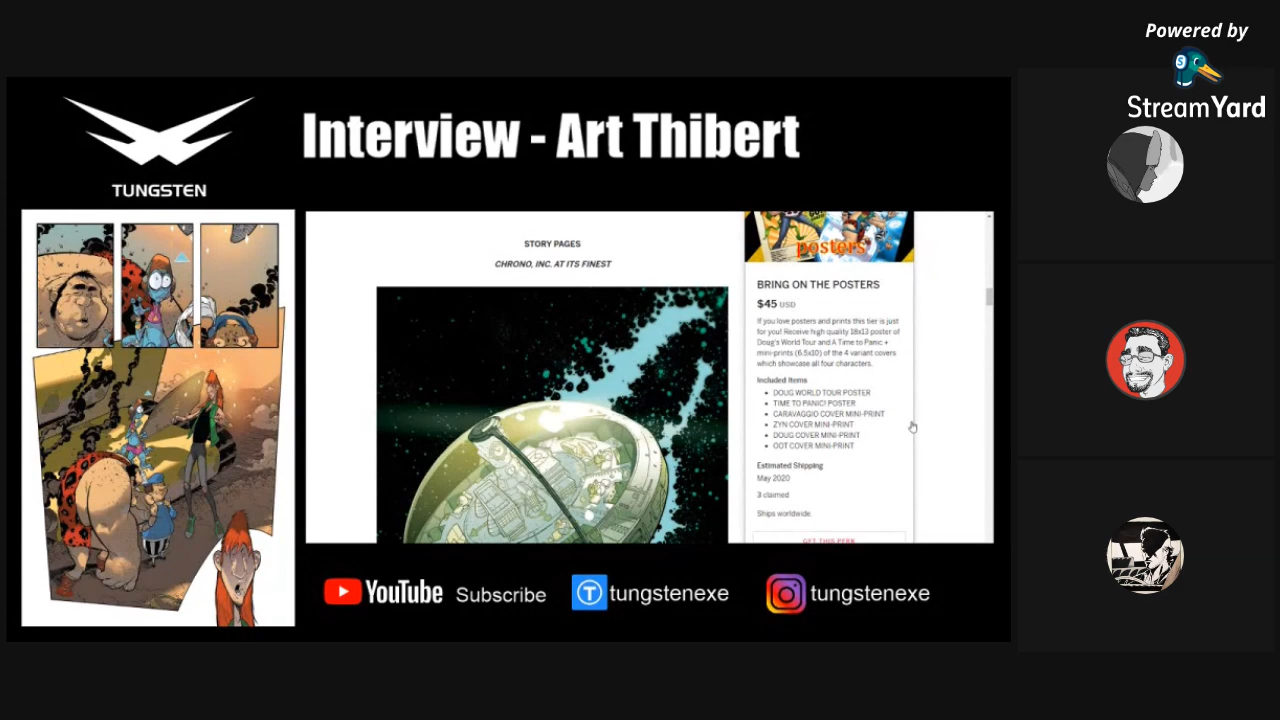 Powered by
StreamYard
TUNGSTEN
Interview - Art Thibert
STORY PAGES
CHRONO, INC. AT ITS FINEST
posters
BRING ON THE POSTERS
$45 USD
If you love posters and prints this tier is just
for you! Receive high quality 18x13 poster of
Doug's World Tour and A Time to Panic +
mini-prints (6.5x10) of the 4 variant covers
which showcase all four characters.
Included Items
DOUG WORLD TOUR POSTER
TIME TO PANIC! POSTER
CARAVAGGIO COVER MINI-PRINT
ZYN COVER MINI-PRINT
DOUG COVER MINI-PRINT
OOT COVER MINI-PRINT
Estimated Shipping
May 2020
3 claimed
Ships worldwide.
GET THIS PERK
YouTube Subscribe
tungstenexe
tungstenexe